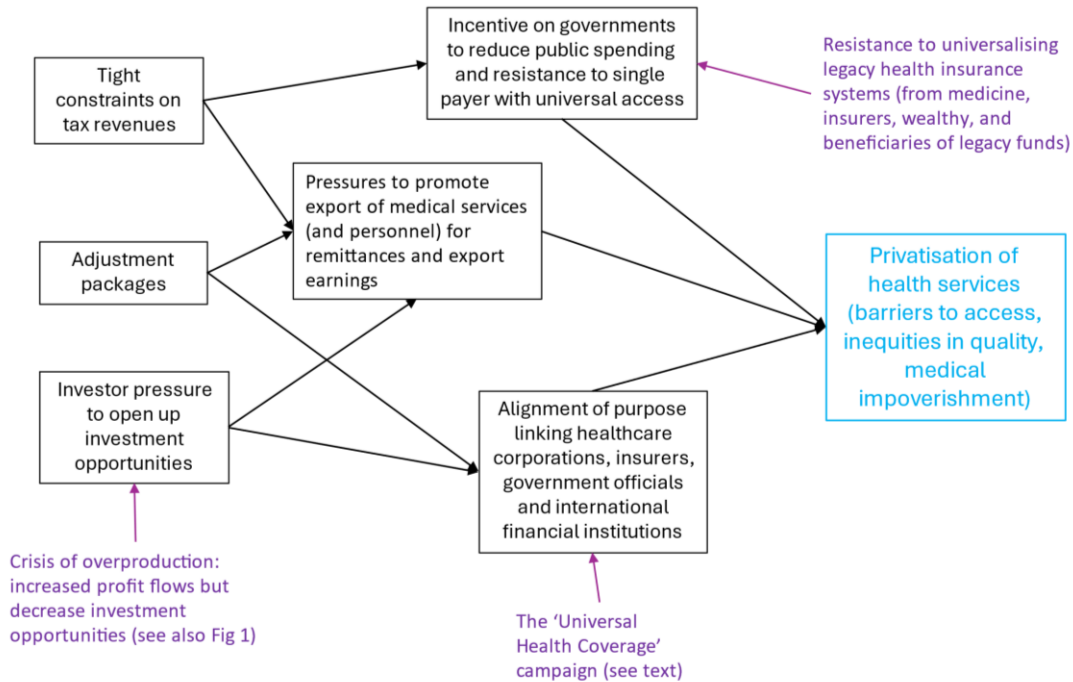 Tight
constraints on
tax revenues
Incentive on governments
to reduce public spending
and resistance to single
payer with universal access
Resistance to universalising
legacy health insurance
systems (from medicine,
insurers, wealthy, and
beneficiaries of legacy funds)
Pressures to promote
export of medical services
(and personnel) for
remittances and export
earnings
Adjustment
packages
Privatisation of
health services
(barriers to access,
inequities in quality,
medical
impoverishment)
Investor pressure
to open up
investment
opportunities
Alignment of purpose
linking healthcare
corporations, insurers,
government officials
and international
financial institutions
Crisis of overproduction:
increased profit flows but
decrease investment
opportunities (see also Fig 1)
The ‘Universal
Health Coverage’
campaign (see text)